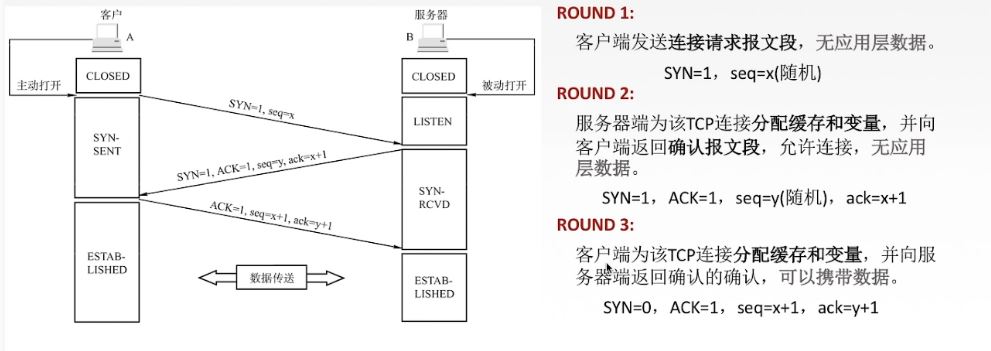 客户
服务器
A
B
CLOSED
CLOSED
主动打开
被动打开
SYN=1, seq=x
LISTEN
SYN-
SENT
SYN=1, ACK=1, seq=y, ack=x+1
SYN-
RCVD
ACK=1, seq=x+1, ack=y+1
ESTAB-
LISHED
数据传送
ESTAB-
LISHED
ROUND 1:
客户端发送连接请求报文段，无应用层数据。
SYN=1，seq=x(随机)
ROUND 2:
服务器端为该TCP连接分配缓存和变量，并向
客户端返回确认报文段，允许连接，无应用
层数据。
SYN=1，ACK=1，seq=y(随机)，ack=x+1
ROUND 3:
客户端为该TCP连接分配缓存和变量，并向服
务器端返回确认的确认，可以携带数据。
SYN=0，ACK=1，seq=x+1，ack=y+1